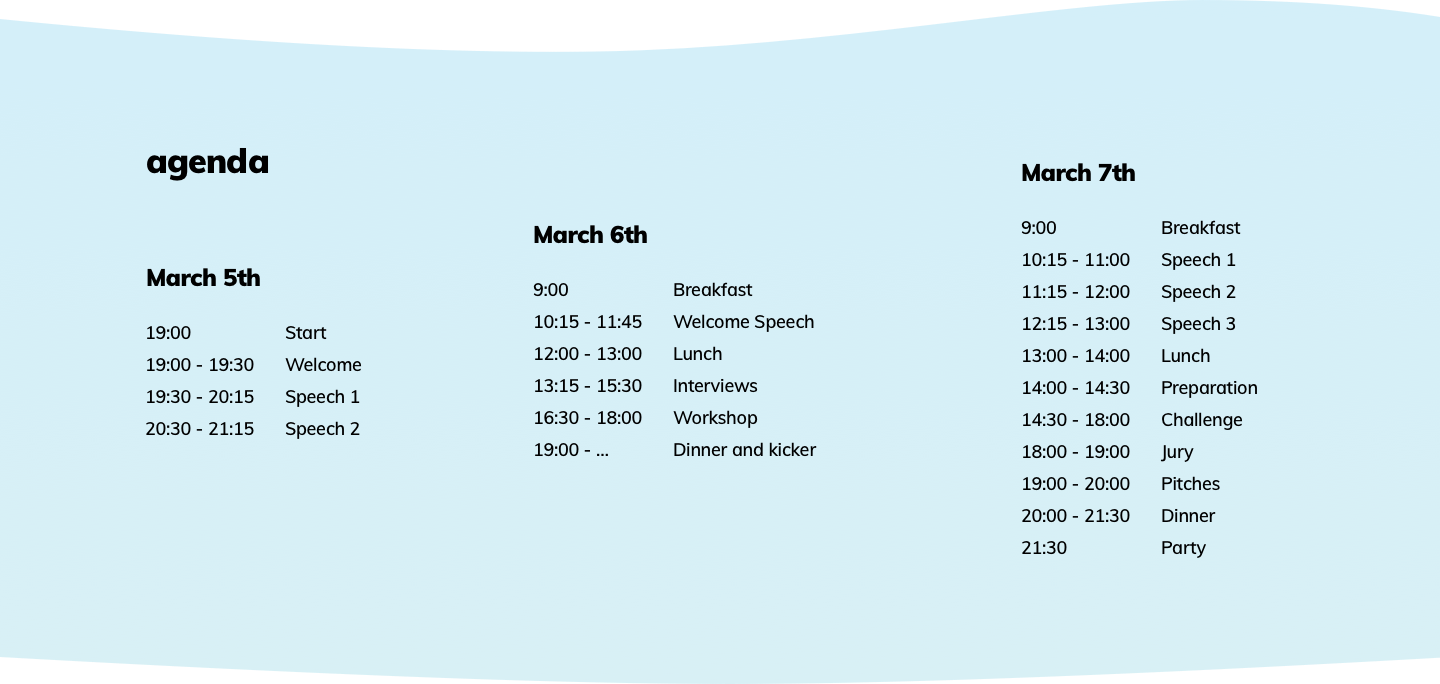 agenda
March 5th
19:00 Start
19:00 - 19:30 Welcome
19:30 - 20:15 Speech 1
20:30 - 21:15 Speech 2
March 6th
9:00 Breakfast
10:15 - 11:45 Welcome Speech
12:00 - 13:00 Lunch
13:15 - 15:30 Interviews
16:30 - 18:00 Workshop
19:00 - ... Dinner and kicker
March 7th
9:00 Breakfast
10:15 - 11:00 Speech 1
11:15 - 12:00 Speech 2
12:15 - 13:00 Speech 3
13:00 - 14:00 Lunch
14:00 - 14:30 Preparation
14:30 - 18:00 Challenge
18:00 - 19:00 Jury
19:00 - 20:00 Pitches
20:00 - 21:30 Dinner
21:30 Party